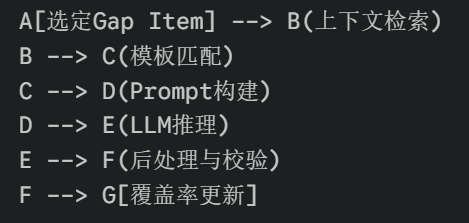 A[选定Gap Item] --> B(上下文检索)
B --> C(模板匹配)
C --> D(Prompt构建)
D --> E(LLM推理)
E --> F(后处理与校验)
F --> G[覆盖率更新]